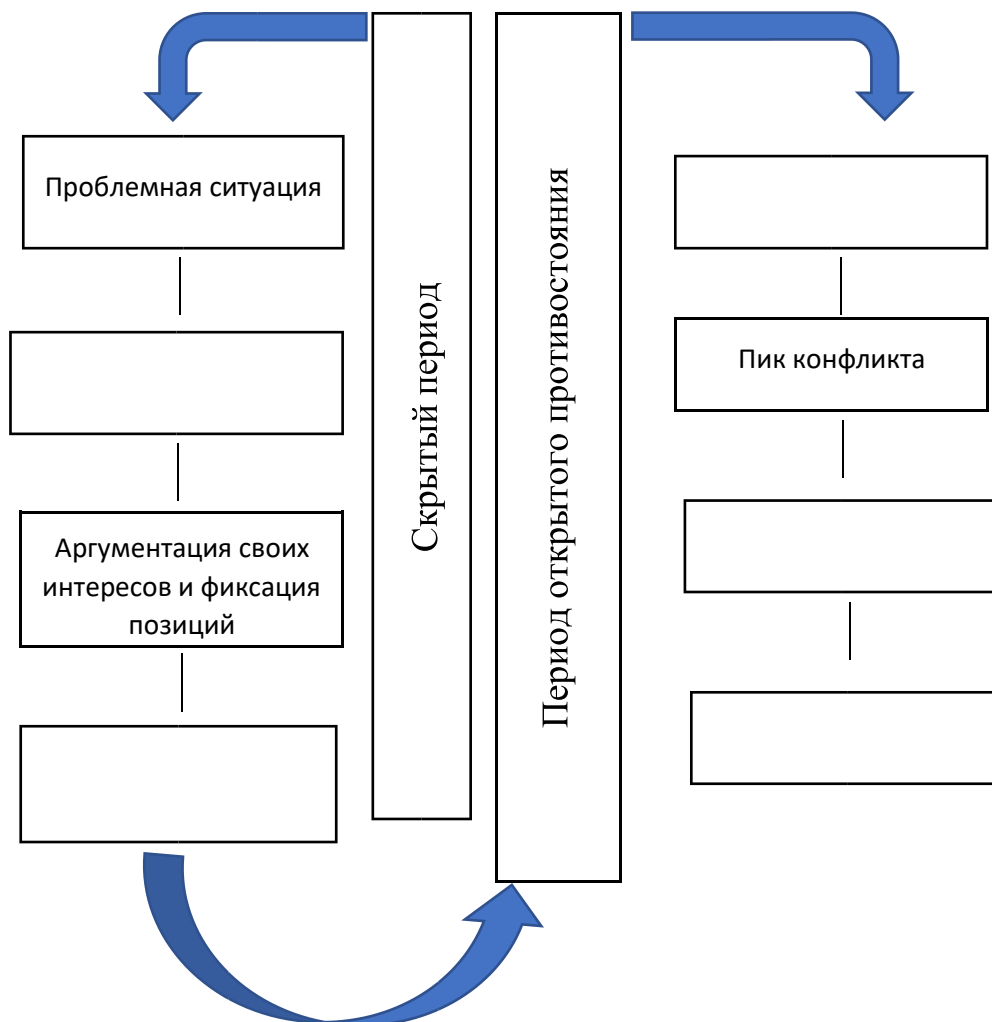 Проблемная ситуация
Аргументация своих
интересов и фиксация
позиций
Скрытый период
Период открытого противостояния
Пик конфликта